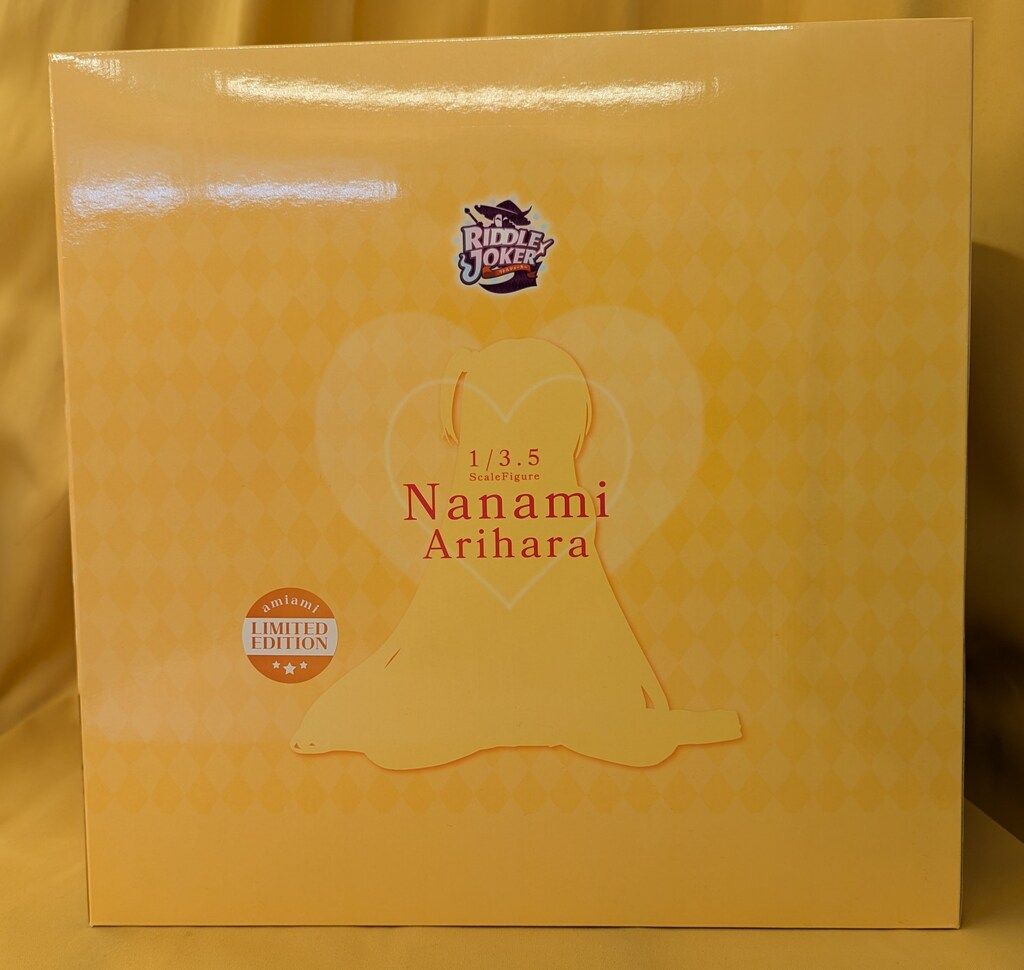 RIDDLE
JOKER
1/3.5
ScaleFigure
Nanami
Arihara
amiami
LIMITED
EDITION